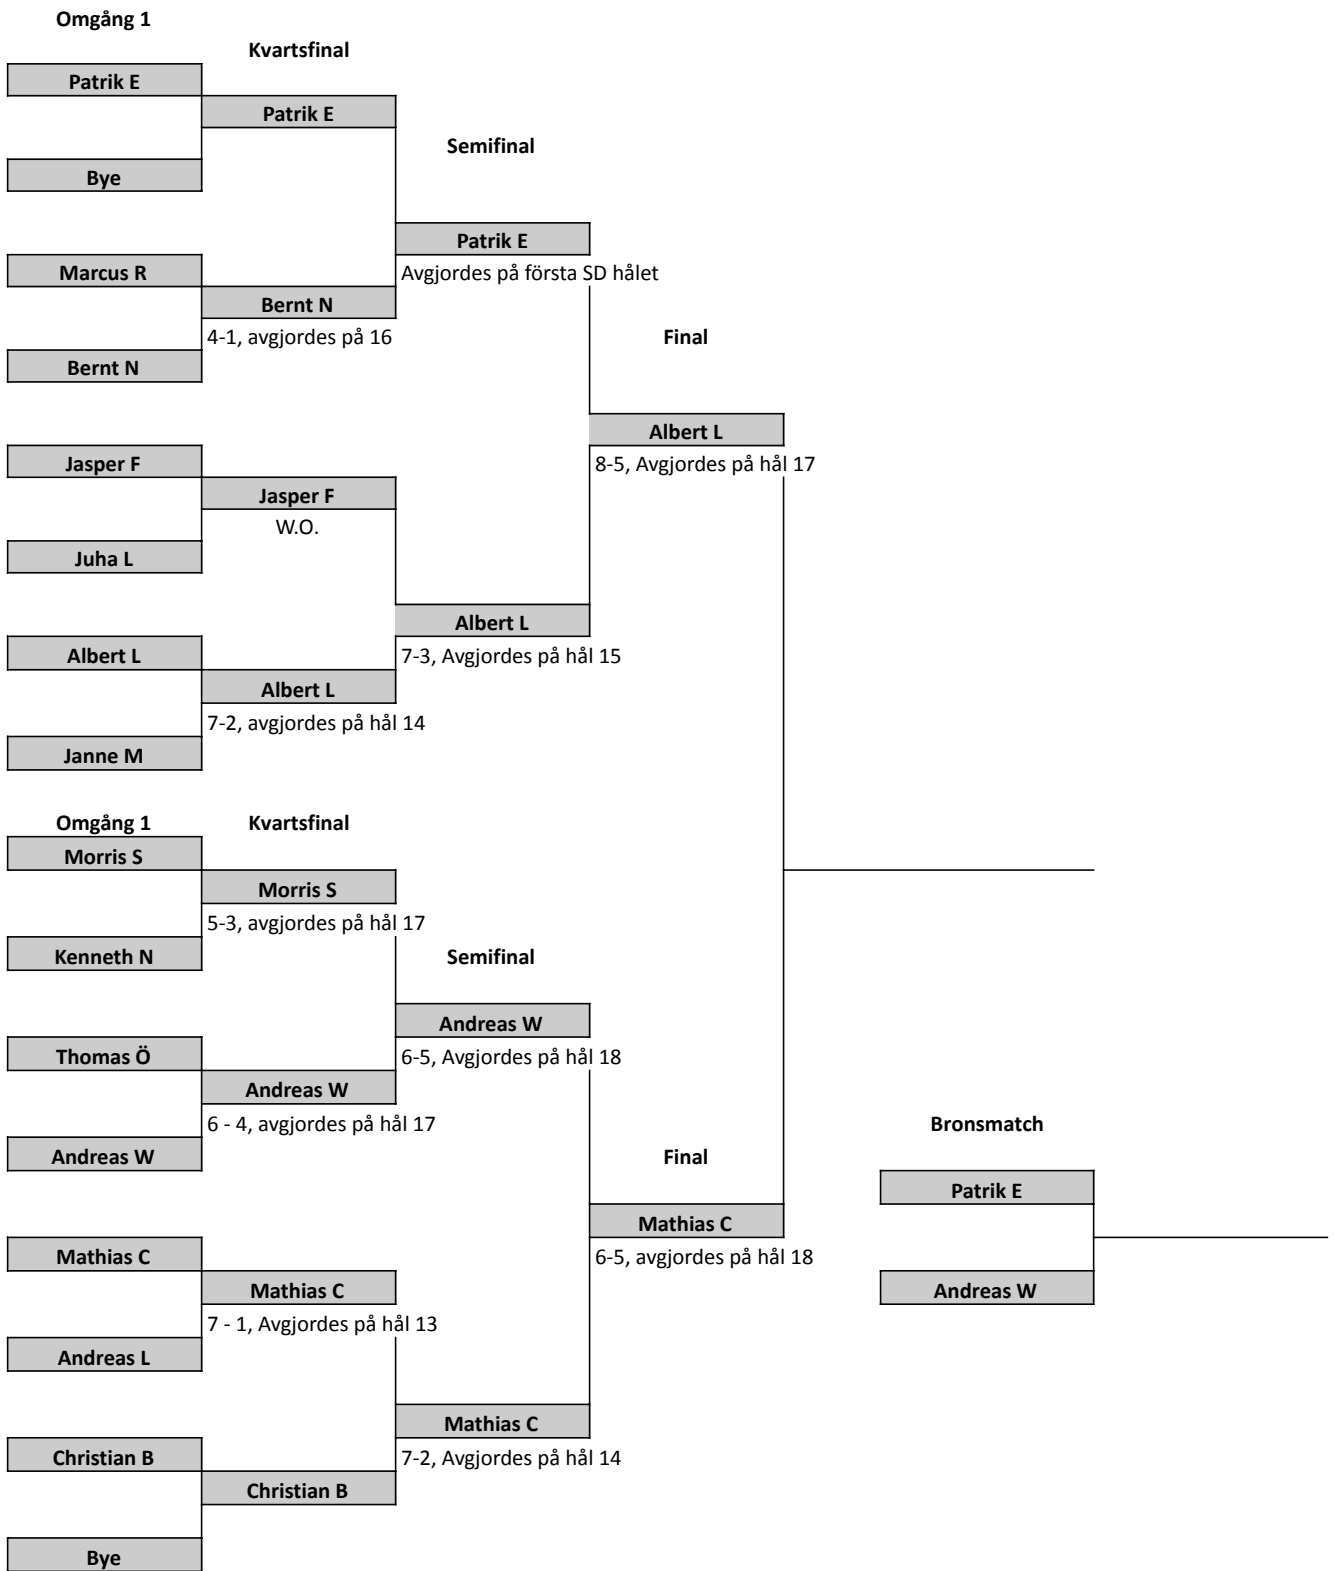 Omgång 1
Kvartsfinal
Patrik E
Patrik E
Semifinal
Bye
Patrik E
Marcus R
Avgjordes på första SD hålet
Bernt N
4-1, avgjordes på 16
Final
Bernt N
Albert L
Jasper F
8-5, Avgjordes på hål 17
Jasper F
W.O.
Juha L
Albert L
Albert L
7-3, Avgjordes på hål 15
Albert L
7-2, avgjordes på hål 14
Janne M
Omgång 1
Kvartsfinal
Morris S
Morris S
5-3, avgjordes på hål 17
Kenneth N
Semifinal
Andreas W
Thomas Ö
6-5, Avgjordes på hål 18
Andreas W
6 - 4, avgjordes på hål 17
Bronsmatch
Andreas W
Final
Patrik E
Mathias C
Mathias C
6-5, avgjordes på hål 18
Mathias C
Andreas W
7 - 1, Avgjordes på hål 13
Andreas L
Mathias C
Christian B
7-2, Avgjordes på hål 14
Christian B
Bye